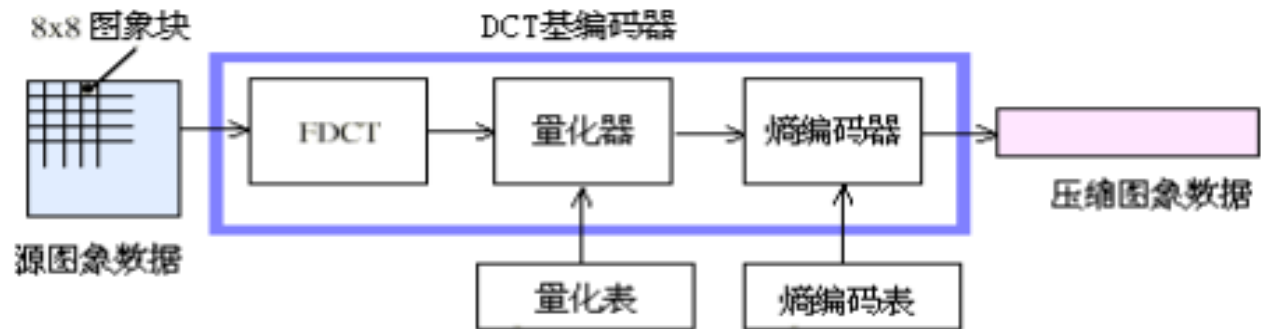 8x8 图象块
DCT基编码器
FDCT
量化器
熵编码器
压缩图象数据
源图象数据
量化表
熵编码表